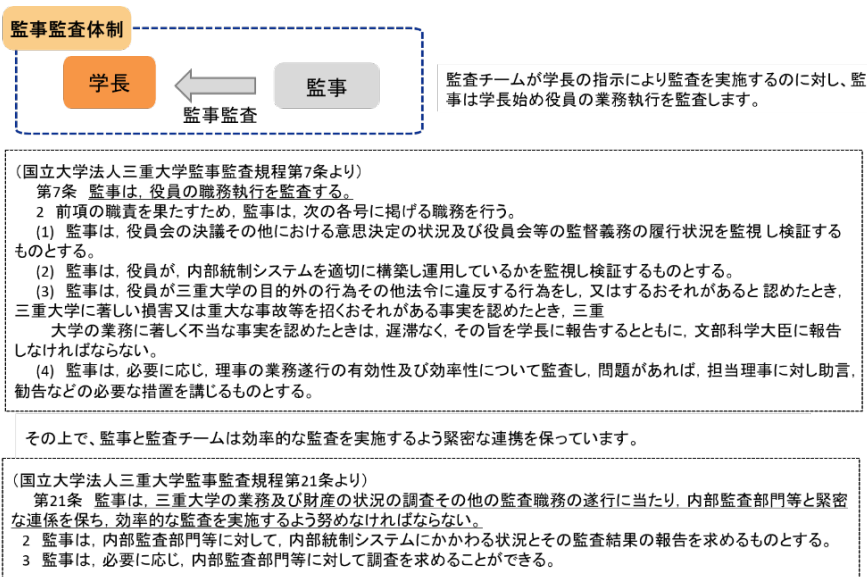 監事監査体制
学長
監事
監事監査
監査チームが学長の指示により監査を実施するのに対し、監
事は学長始め役員の業務執行を監査します。
（国立大学法人三重大学監事監査規程第7条より）
第7条　監事は，役員の職務執行を監査する。
2　前項の職責を果たすため，監事は，次の各号に掲げる職務を行う。
(1)　監事は，役員会の決議その他における意思決定の状況及び役員会等の監督義務の履行状況を監視し検証する
ものとする。
(2)　監事は，役員が，内部統制システムを適切に構築し運用しているかを監視し検証するものとする。
(3)　監事は，役員が三重大学の目的外の行為その他法令に違反する行為をし，又はするおそれがあると認めたとき，
三重大学に著しい損害又は重大な事故等を招くおそれがある事実を認めたとき，三重
大学の業務に著しく不当な事実を認めたときは，遅滞なく，その旨を学長に報告するとともに，文部科学大臣に報告
しなければならない。
(4)　監事は，必要に応じ，理事の業務遂行の有効性及び効率性について監査し，問題があれば，担当理事に対し助言，
勧告などの必要な措置を講じるものとする。
その上で、監事と監査チームは効率的な監査を実施するよう緊密な連携を保っています。
（国立大学法人三重大学監事監査規程第21条より）
第21条　監事は，三重大学の業務及び財産の状況の調査その他の監査職務の遂行に当たり，内部監査部門等と緊密
な連係を保ち，効率的な監査を実施するよう努めなければならない。
2　監事は，内部監査部門等に対して，内部統制システムにかかわる状況とその監査結果の報告を求めるものとする。
3　監事は，必要に応じ，内部監査部門等に対して調査を求めることができる。